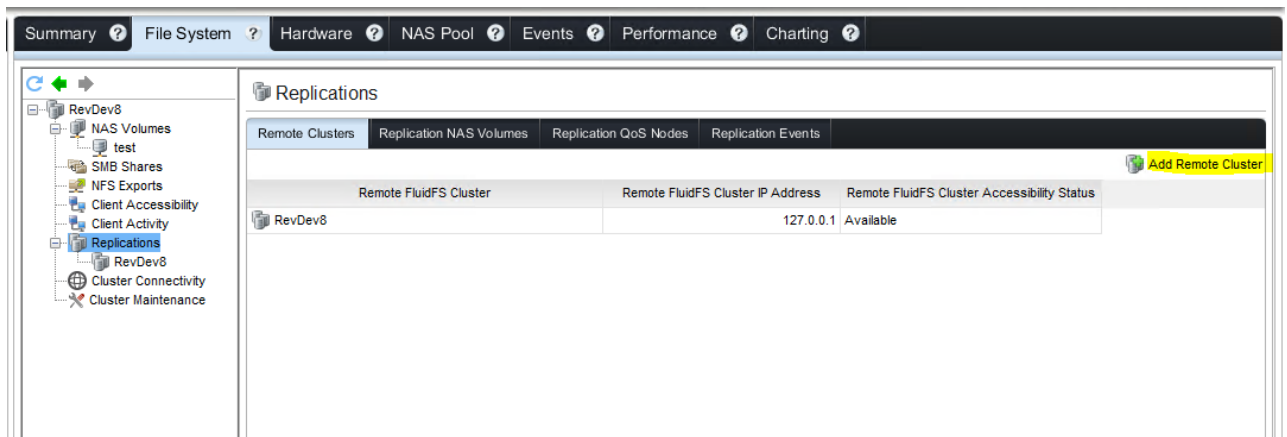 Summary ? File System ? Hardware ? NAS Pool ? Events ? Performance ? Charting ?
RevDev8
NAS Volumes
test
SMB Shares
NFS Exports
Client Accessibility
Client Activity
Replications
RevDev8
Cluster Connectivity
Cluster Maintenance
Replications
Remote Clusters Replication NAS Volumes Replication QoS Nodes Replication Events
Add Remote Cluster
Remote FluidFS Cluster Remote FluidFS Cluster IP Address Remote FluidFS Cluster Accessibility Status
RevDev8 127.0.0.1 Available